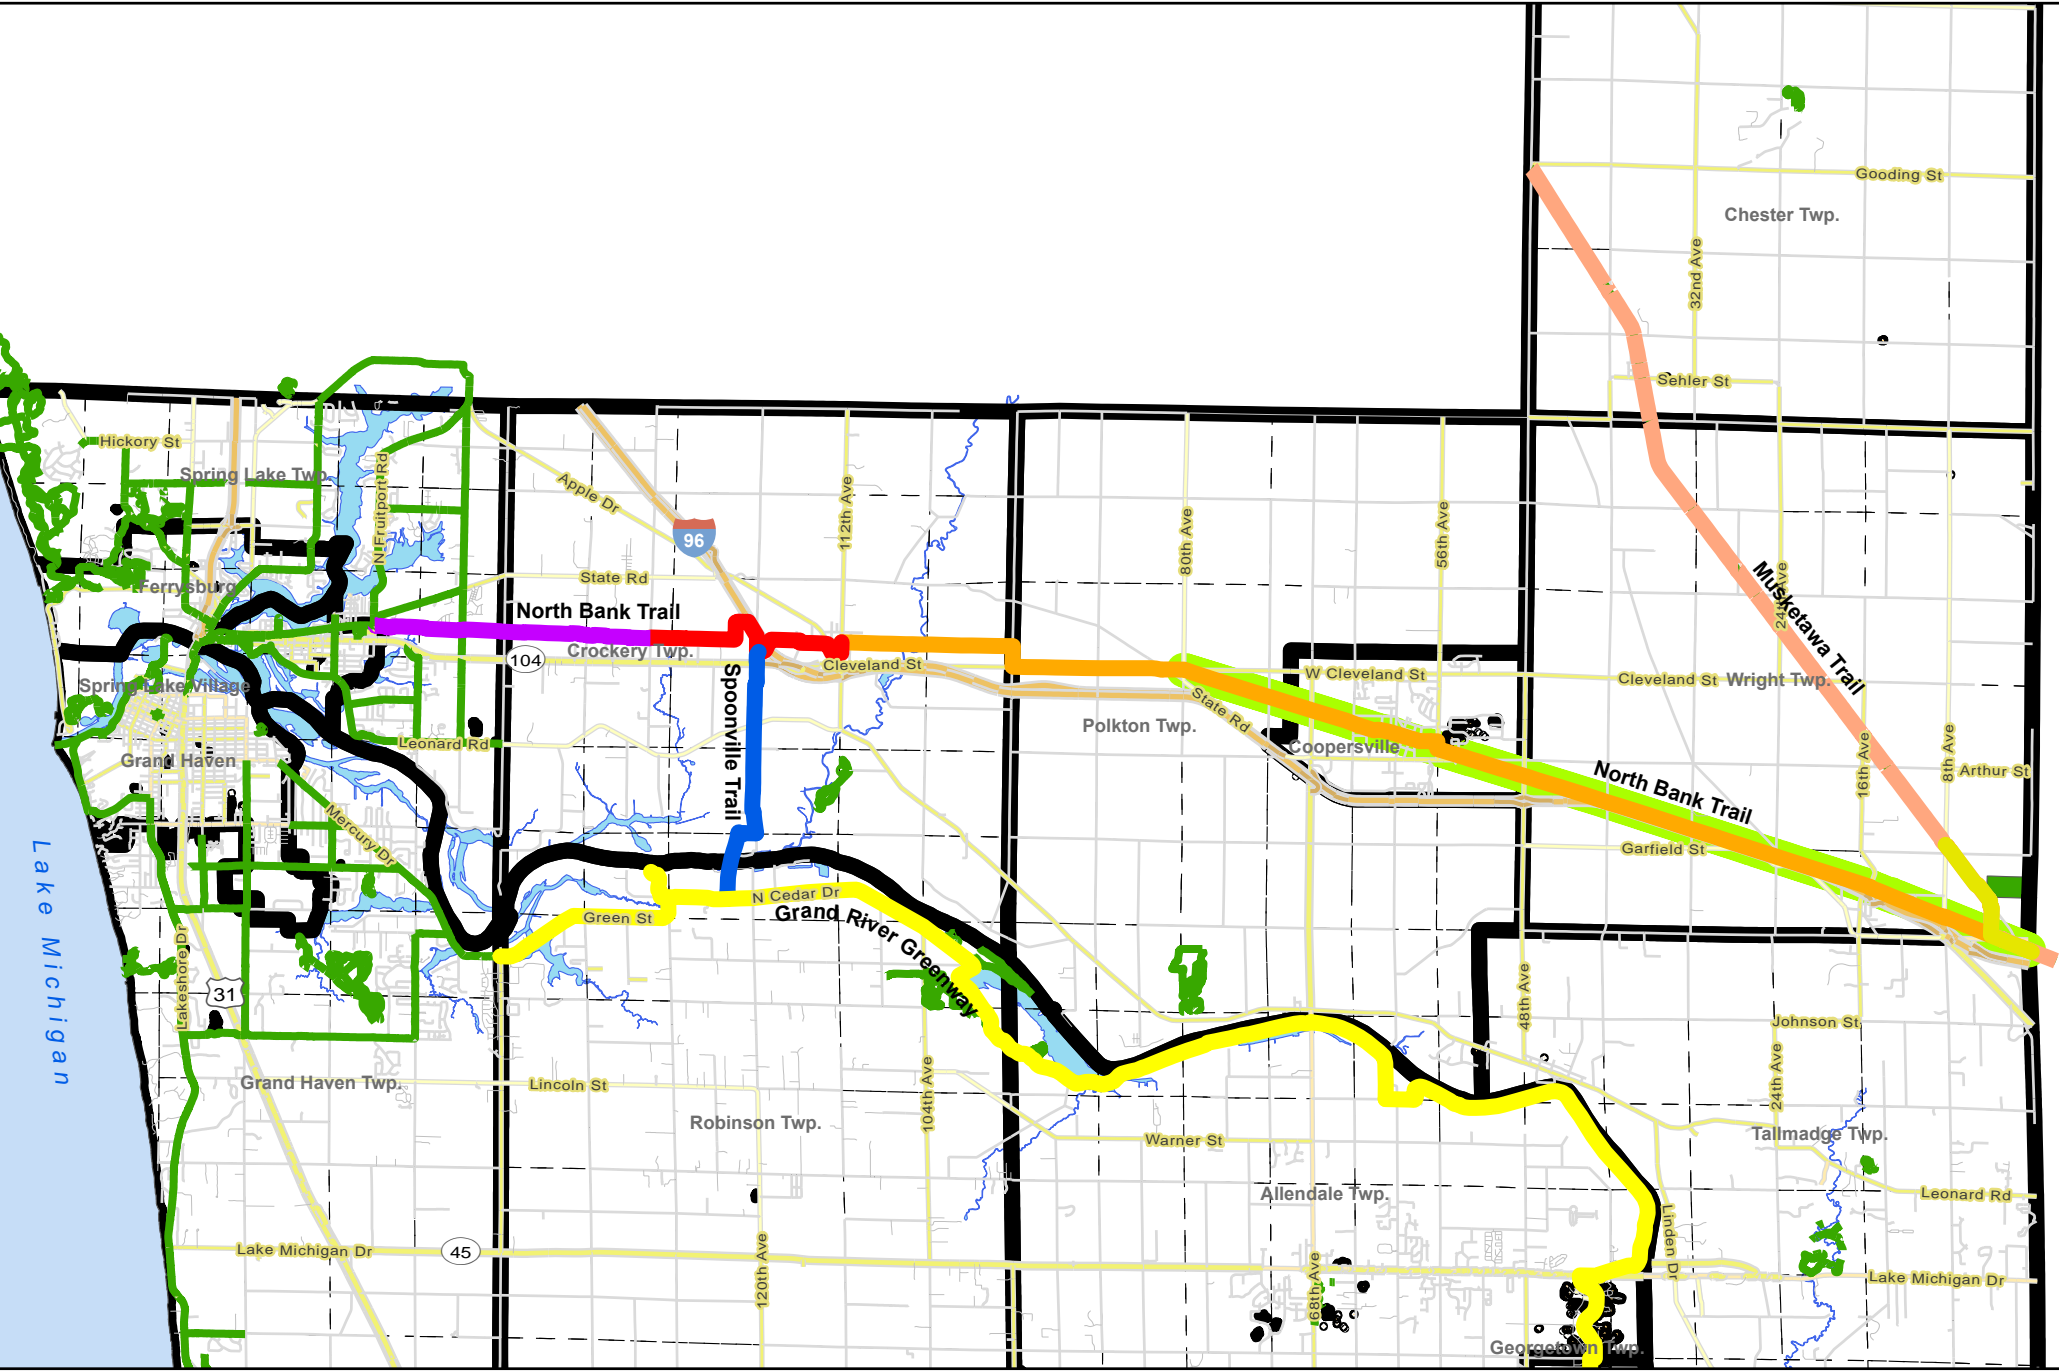 Gooding St
Chester Twp.
32nd Ave
Sehler St
Hickory St
Spring Lake Twp.
N Fruitport Rd
Apple Dr
112th Ave
96
80th Ave
56th Ave
Ferrysburg
State Rd
North Bank Trail
Crockery Twp.
104
Cleveland St
Spoonville Trail
Musketawa Trail
24th Ave
W Cleveland St
Cleveland St
Wright Twp.
Spring Lake Village
State Rd
Polkton Twp.
Coopersville
Leonard Rd
Grand Haven
North Bank Trail
16th Ave
8th Ave
Arthur St
Mercury Dr
Garfield St
Lake Michigan
N Cedar Dr
Green St
Grand River Greenway
Lakeshore Dr
31
48th Ave
Johnson St
Grand Haven Twp.
Lincoln St
104th Ave
24th Ave
Robinson Twp.
Warner St
Tallmadge Twp.
Allendale Twp.
Leonard Rd
Linden Dr
Lake Michigan Dr
45
120th Ave
68th Ave
Lake Michigan Dr
Georgetown Twp.